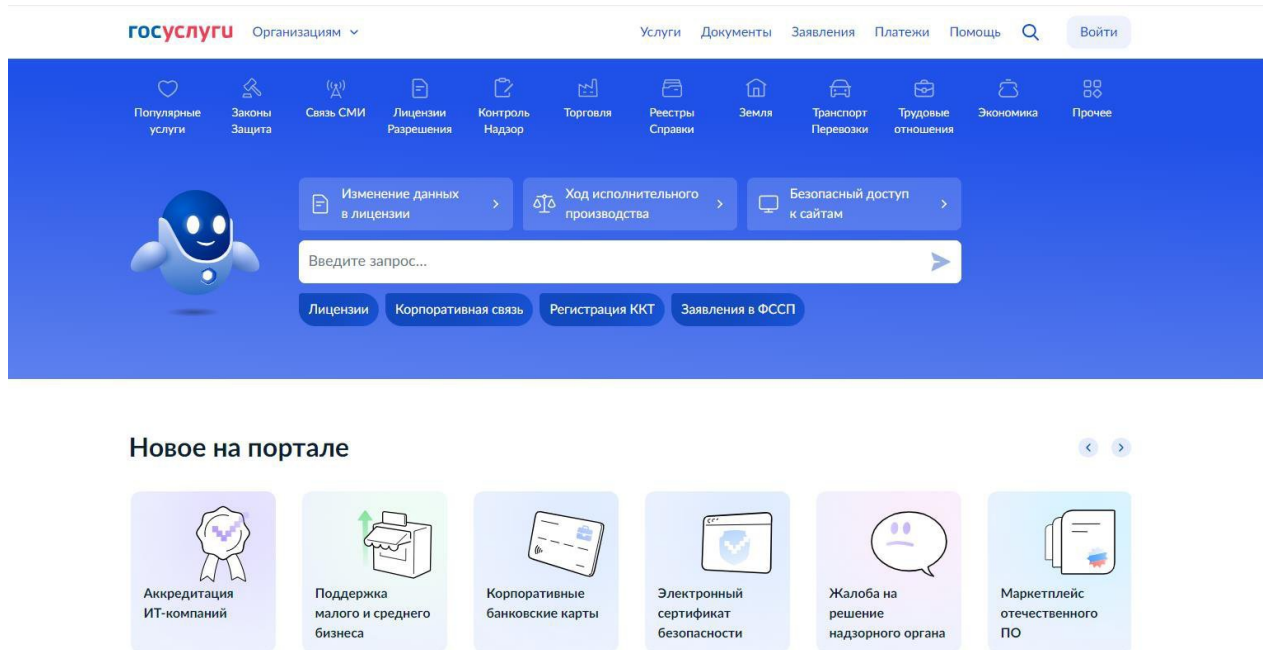 госуслуги Организациям Услуги Документы Заявления Платежи Помощь Войти
Популярные услуги
Законы Защита
Связь СМИ
Лицензии Разрешения
Контроль Надзор
Торговля
Реестры Справки
Земля
Транспорт Перевозки
Трудовые отношения
Экономика
Прочее
Изменение данных
в лицензии
Ход исполнительного
производства
Безопасный доступ
к сайтам
Введите запрос...
Лицензии Корпоративная связь Регистрация ККТ Заявления в ФССП
Новое на портале
Аккредитация
ИТ-компаний
Поддержка
малого и среднего
бизнеса
Корпоративные
банковские карты
Электронный
сертификат
безопасности
Жалоба на
решение
надзорного органа
Маркетплейс
отечественного
ПО